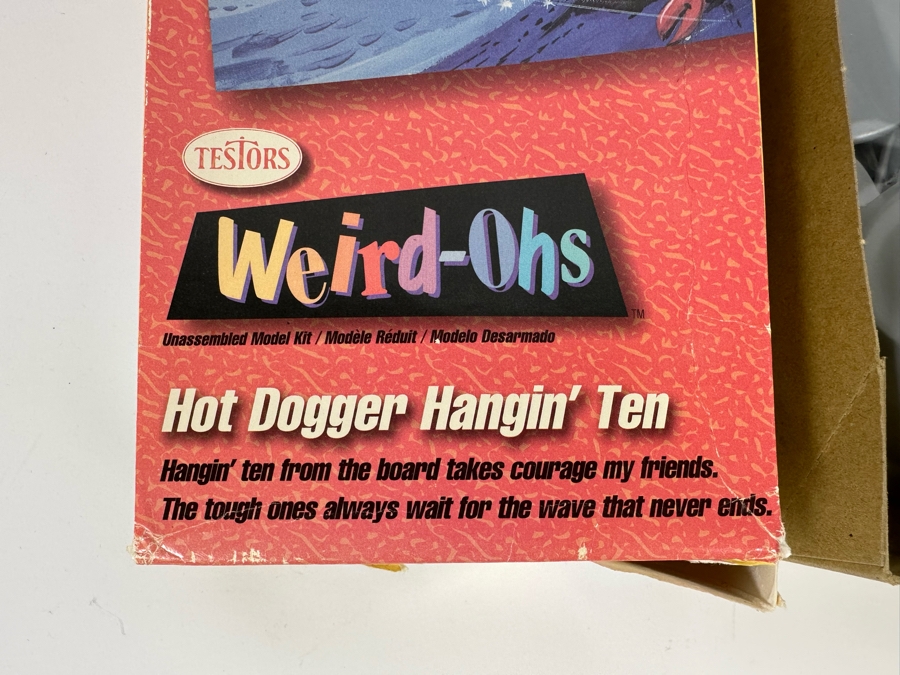 TESTORS
Weird-Ohs
TM
Unassembled Model Kit / Modèle Réduit / Modelo Desarmado
Hot Dogger Hangin' Ten
Hangin' ten from the board takes courage my friends.
The tough ones always wait for the wave that never ends.